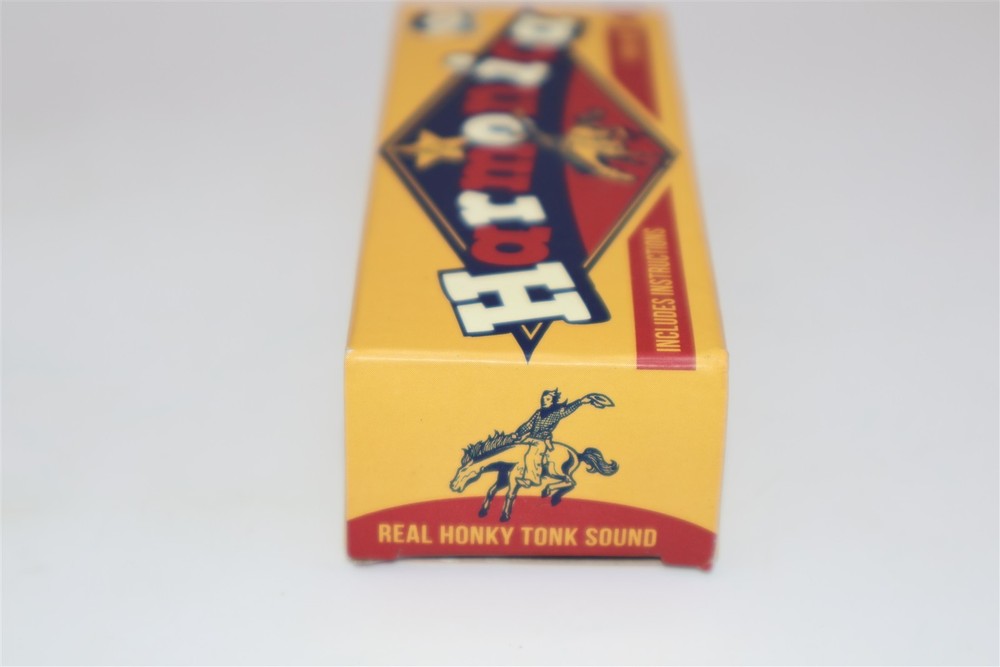 Harmonica
INCLUDES INSTRUCTIONS
REAL HONKY TONK SOUND